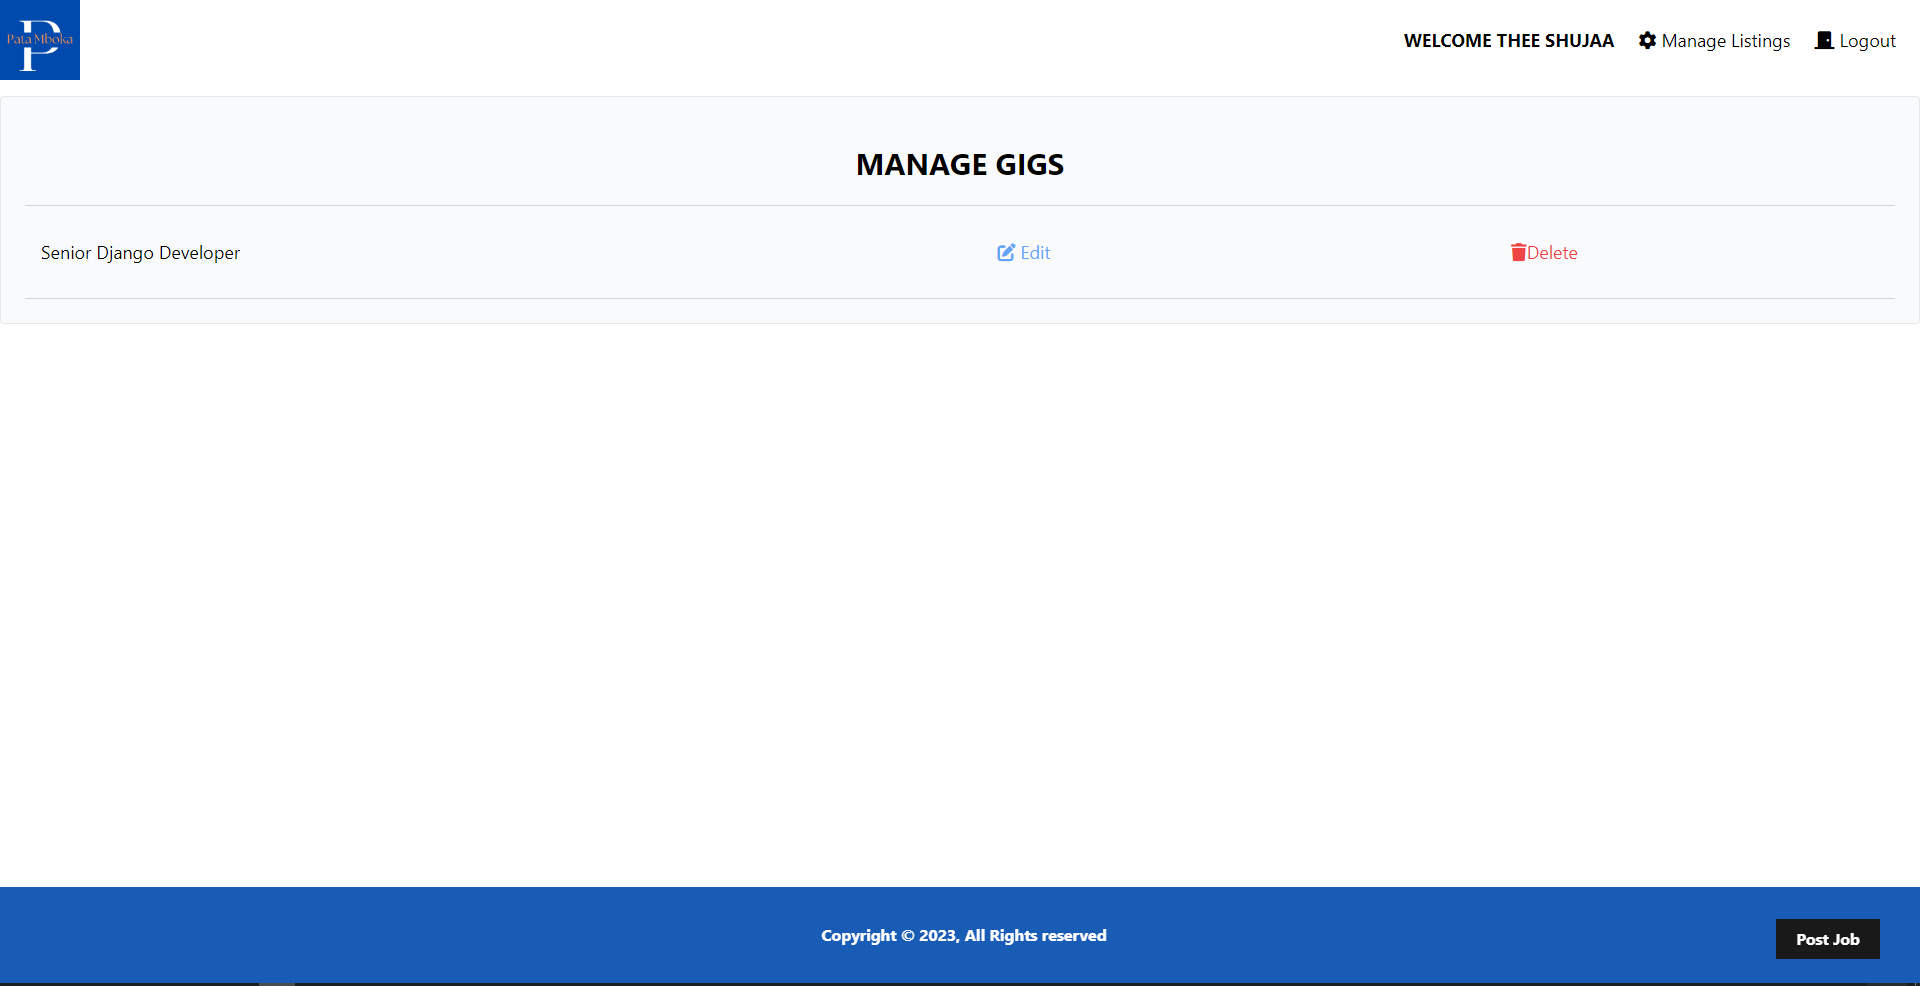 Pata Mboka
P
WELCOME THEE SHUJAA Manage Listings Logout
MANAGE GIGS
Senior Django Developer Edit Delete
Copyright © 2023, All Rights reserved
Post Job